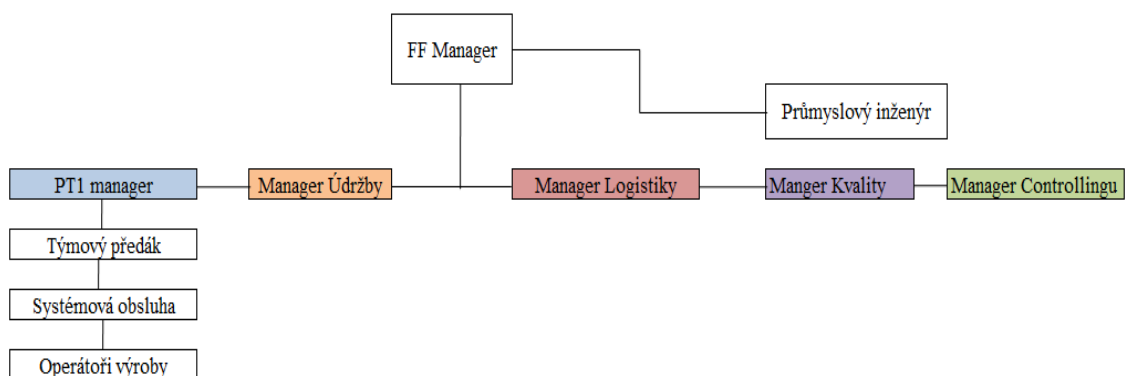 FF Manager
Průmyslový inženýr
PT1 manager
Manager Údržby
Manager Logistiky
Manger Kvality
Manager Controllingu
Týmový předák
Systémová obsluha
Operátoři výroby